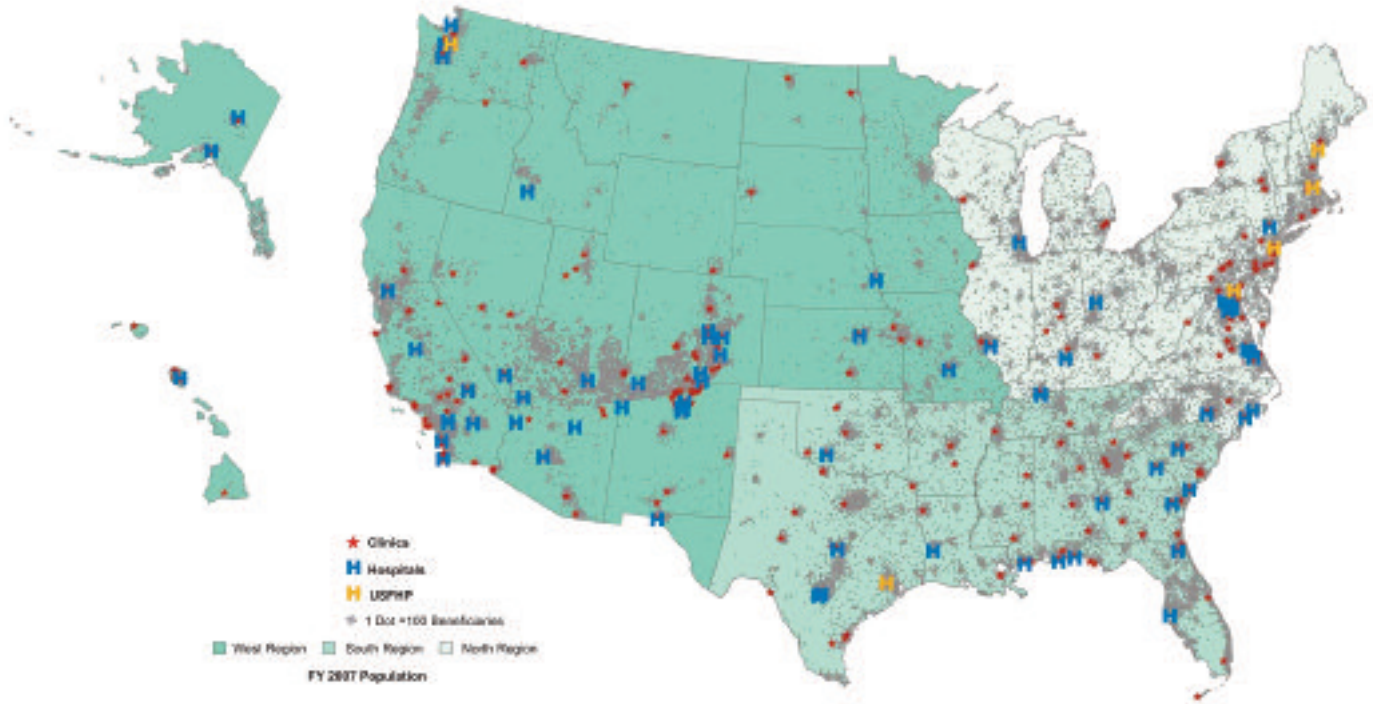 Clinics
Hospitals
USFHP
1 Dot =100 Beneficiaries
West Region South Region North Region
FY 2007 Population